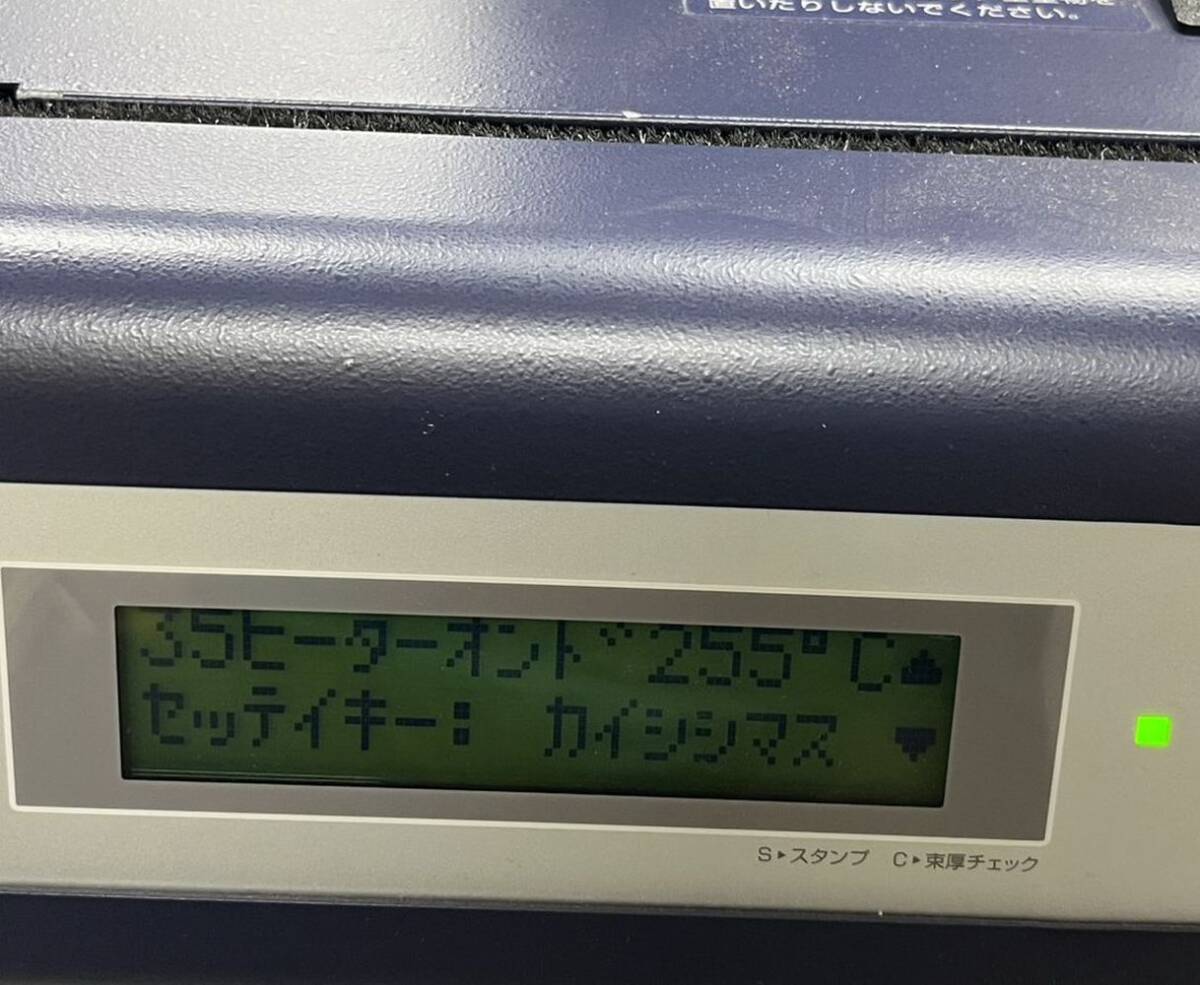 置いたらしないでください。
35ヒーターオンド 255°C▲
セッテイキー: カイシシマス ▼
S▶スタンプ C▶束厚チェック